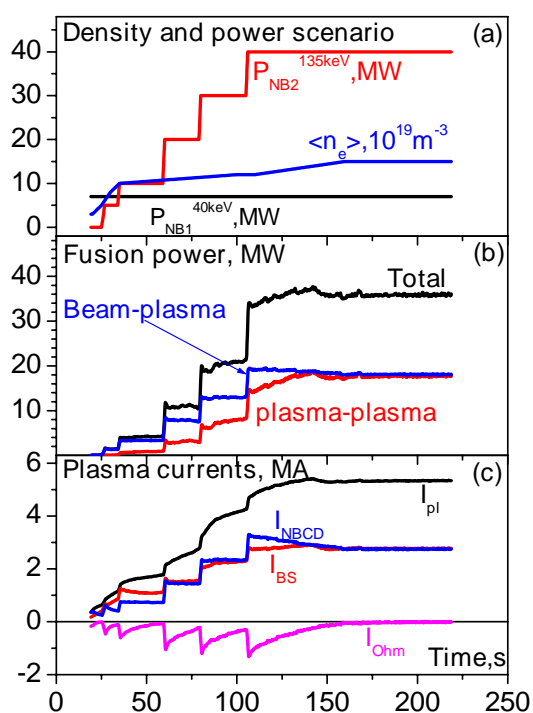 Density and power scenario (a)
40
P_NB2^135keV,MW
30
20
<n_e>,10^19m^-3
10
P_NB1^40keV,MW
0
Fusion power, MW (b)
40
Total
30
Beam-plasma
20
plasma-plasma
10
6
Plasma currents, MA (c)
I_pl
4
I_NBCD
2
I_BS
0
I_Ohm
Time,s
-2
0 50 100 150 200 250